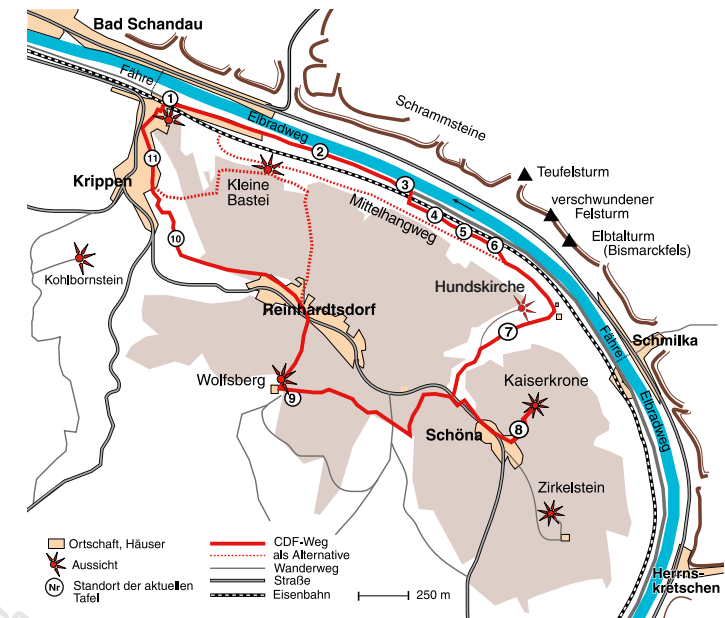 Bad Schandau
Fähre
1
Elbradweg
2
Schrammsteine
11
Krippen
Kleine
Bastei
3
Mittelhangweg
4
5
6
Teufelsturm
verschwundener
Felsturm
Elbtalturm
(Bismarckfels)
10
Kohlbornstein
Hundskirche
Reinhardtsdorf
7
Fähre
Schmilka
Wolfsberg
9
Kaiserkrone
Elbradweg
Schöna
8
Zirkelstein
Ortschaft, Häuser
Aussicht
Nr
Standort der aktuellen
Tafel
CDF-Weg
als Alternative
Wanderweg
Straße
Eisenbahn
250 m
Herrns-
kretschen